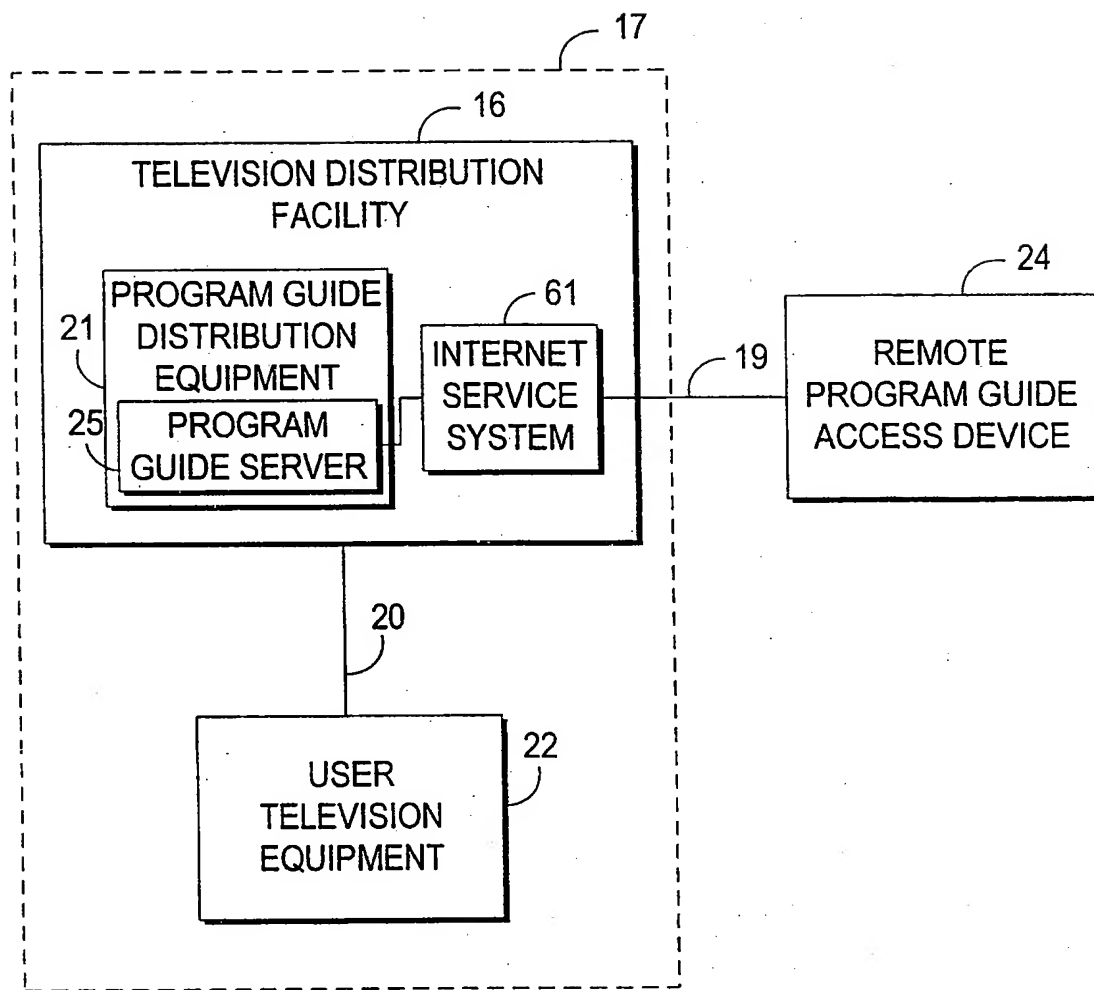 17
16
TELEVISION DISTRIBUTION
FACILITY
24
PROGRAM GUIDE
DISTRIBUTION
EQUIPMENT
21
61
INTERNET
SERVICE
SYSTEM
19
REMOTE
PROGRAM GUIDE
ACCESS DEVICE
25
PROGRAM
GUIDE SERVER
20
22
USER
TELEVISION
EQUIPMENT